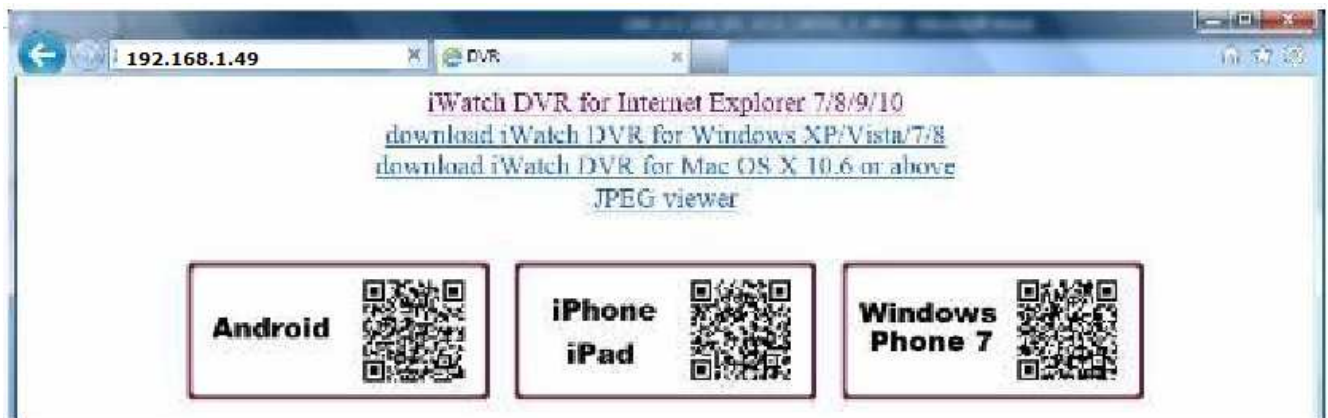 192.168.1.49
DVR
iWatch DVR for Internet Explorer 7/8/9/10
download iWatch DVR for Windows XP/Vista/7/8
download iWatch DVR for Mac OS X 10.6 or above
JPEG viewer
Android
iPhone
iPad
Windows
Phone 7